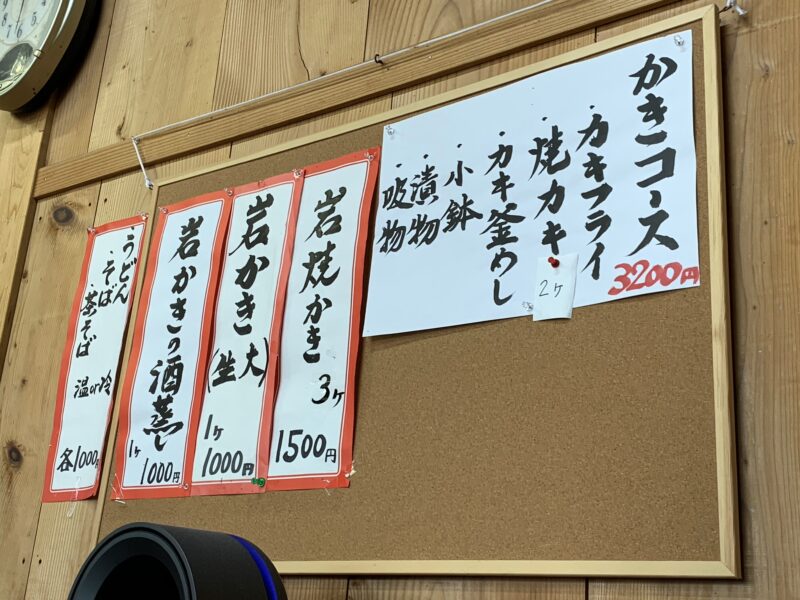 かきコース
・カキフライ
・焼カキ
2ヶ
・カキ釜めし
・小鉢
・漬物
・吸物
3200円
岩焼かき
3ヶ
1500円
岩かき
(生 大)
1ヶ
1000円
岩かきの酒蒸し
1ヶ
1000円
・うどん
・そば
・茶そば
温or冷
各1000円